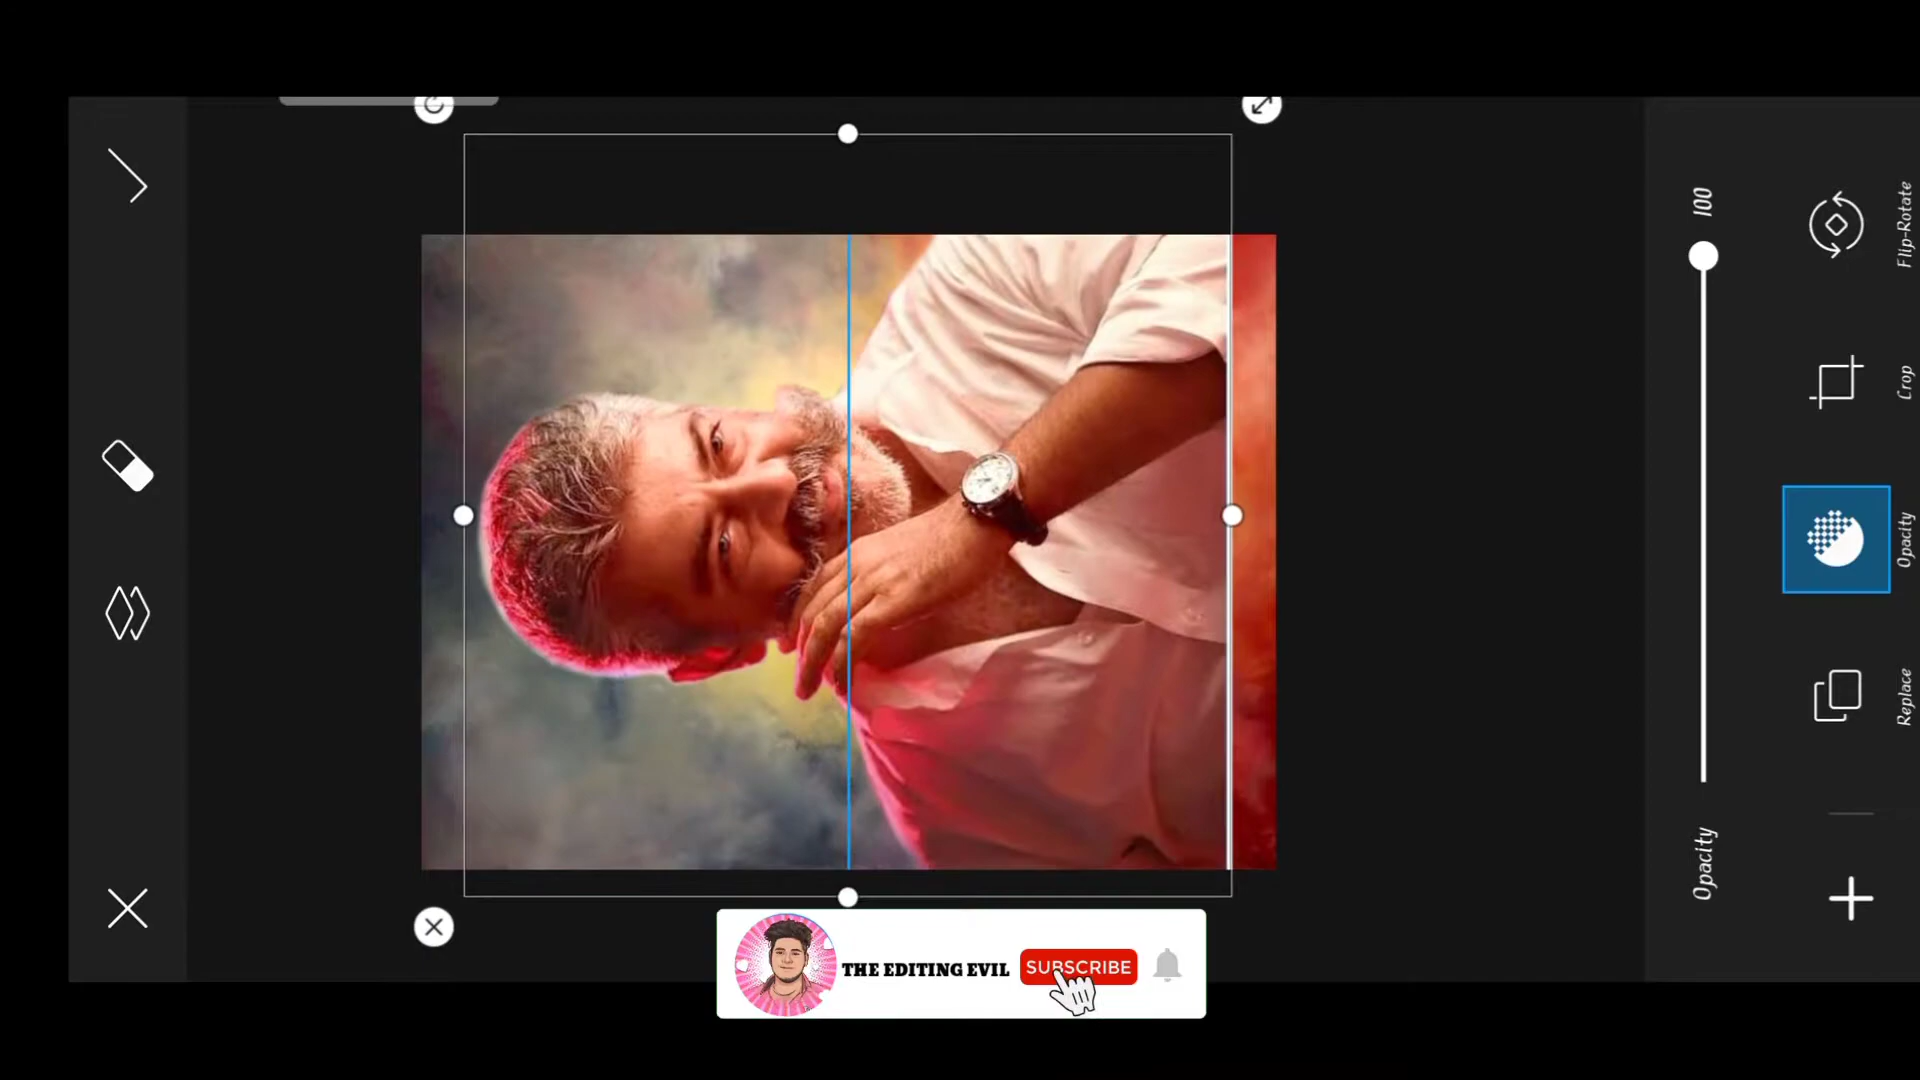 100
Opacity
Flip-Rotate
Crop
Opacity
Replace
THE EDITING EVIL
SUBSCRIBE